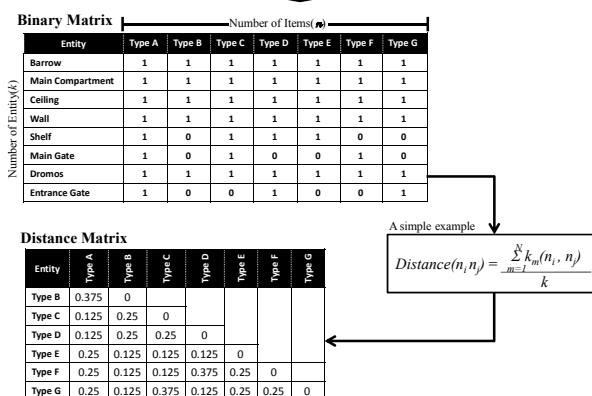 Binary Matrix
Number of Items(n)
Number of Entity(k)
Entity Type A Type B Type C Type D Type E Type F Type G
Barrow 1 1 1 1 1 1 1
Main Compartment 1 1 1 1 1 1 1
Ceiling 1 1 1 1 1 1 1
Wall 1 1 1 1 1 1 1
Shelf 1 0 1 1 1 0 0
Main Gate 1 0 1 0 0 1 0
Dromos 1 1 1 1 1 1 1
Entrance Gate 1 0 0 1 0 0 1
A simple example
Distance(n_i n_j) = N Σ m=1 k_m(n_i , n_j) / k
Distance Matrix
Entity Type A Type B Type C Type D Type E Type F Type G
Type B 0.375 0
Type C 0.125 0.25 0
Type D 0.125 0.25 0.25 0
Type E 0.25 0.125 0.125 0.125 0
Type F 0.25 0.125 0.125 0.375 0.25 0
Type G 0.25 0.125 0.375 0.125 0.25 0.25 0